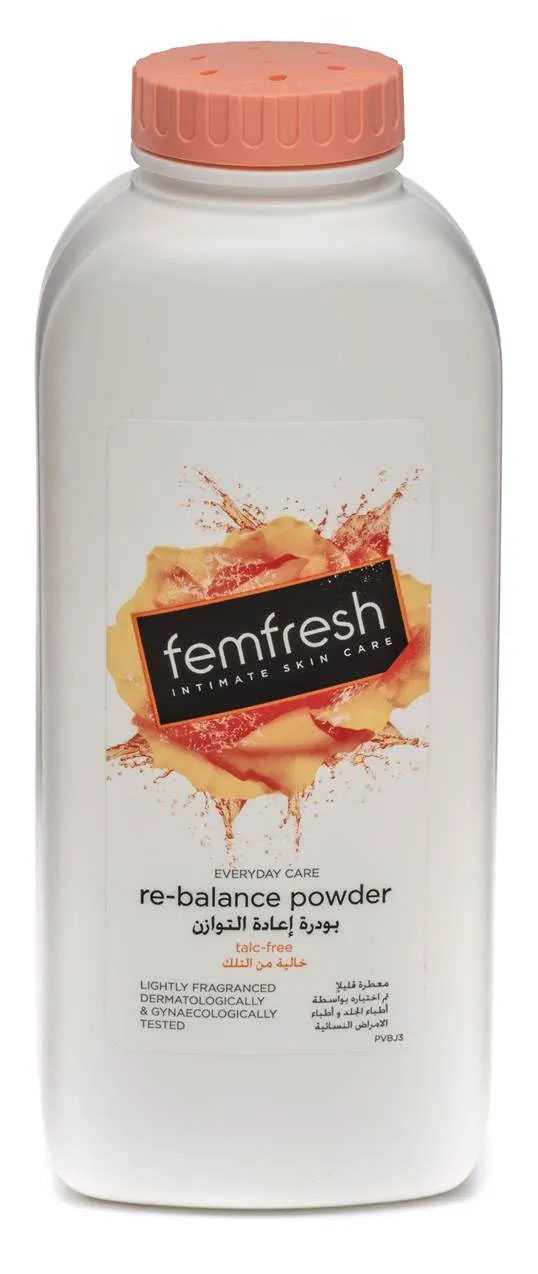 femfresh
INTIMATE SKIN CARE
EVERYDAY CARE
re-balance powder
بودرة إعادة التوازن
talc-free
خالية من التلك
LIGHTLY FRAGRANCED
DERMATOLOGICALLY
& GYNAECOLOGICALLY
TESTED
معطرة قليلا
تم اختباره بواسطة
أطباء الجلد و أطباء
الامراض النسائية
PVBJ3